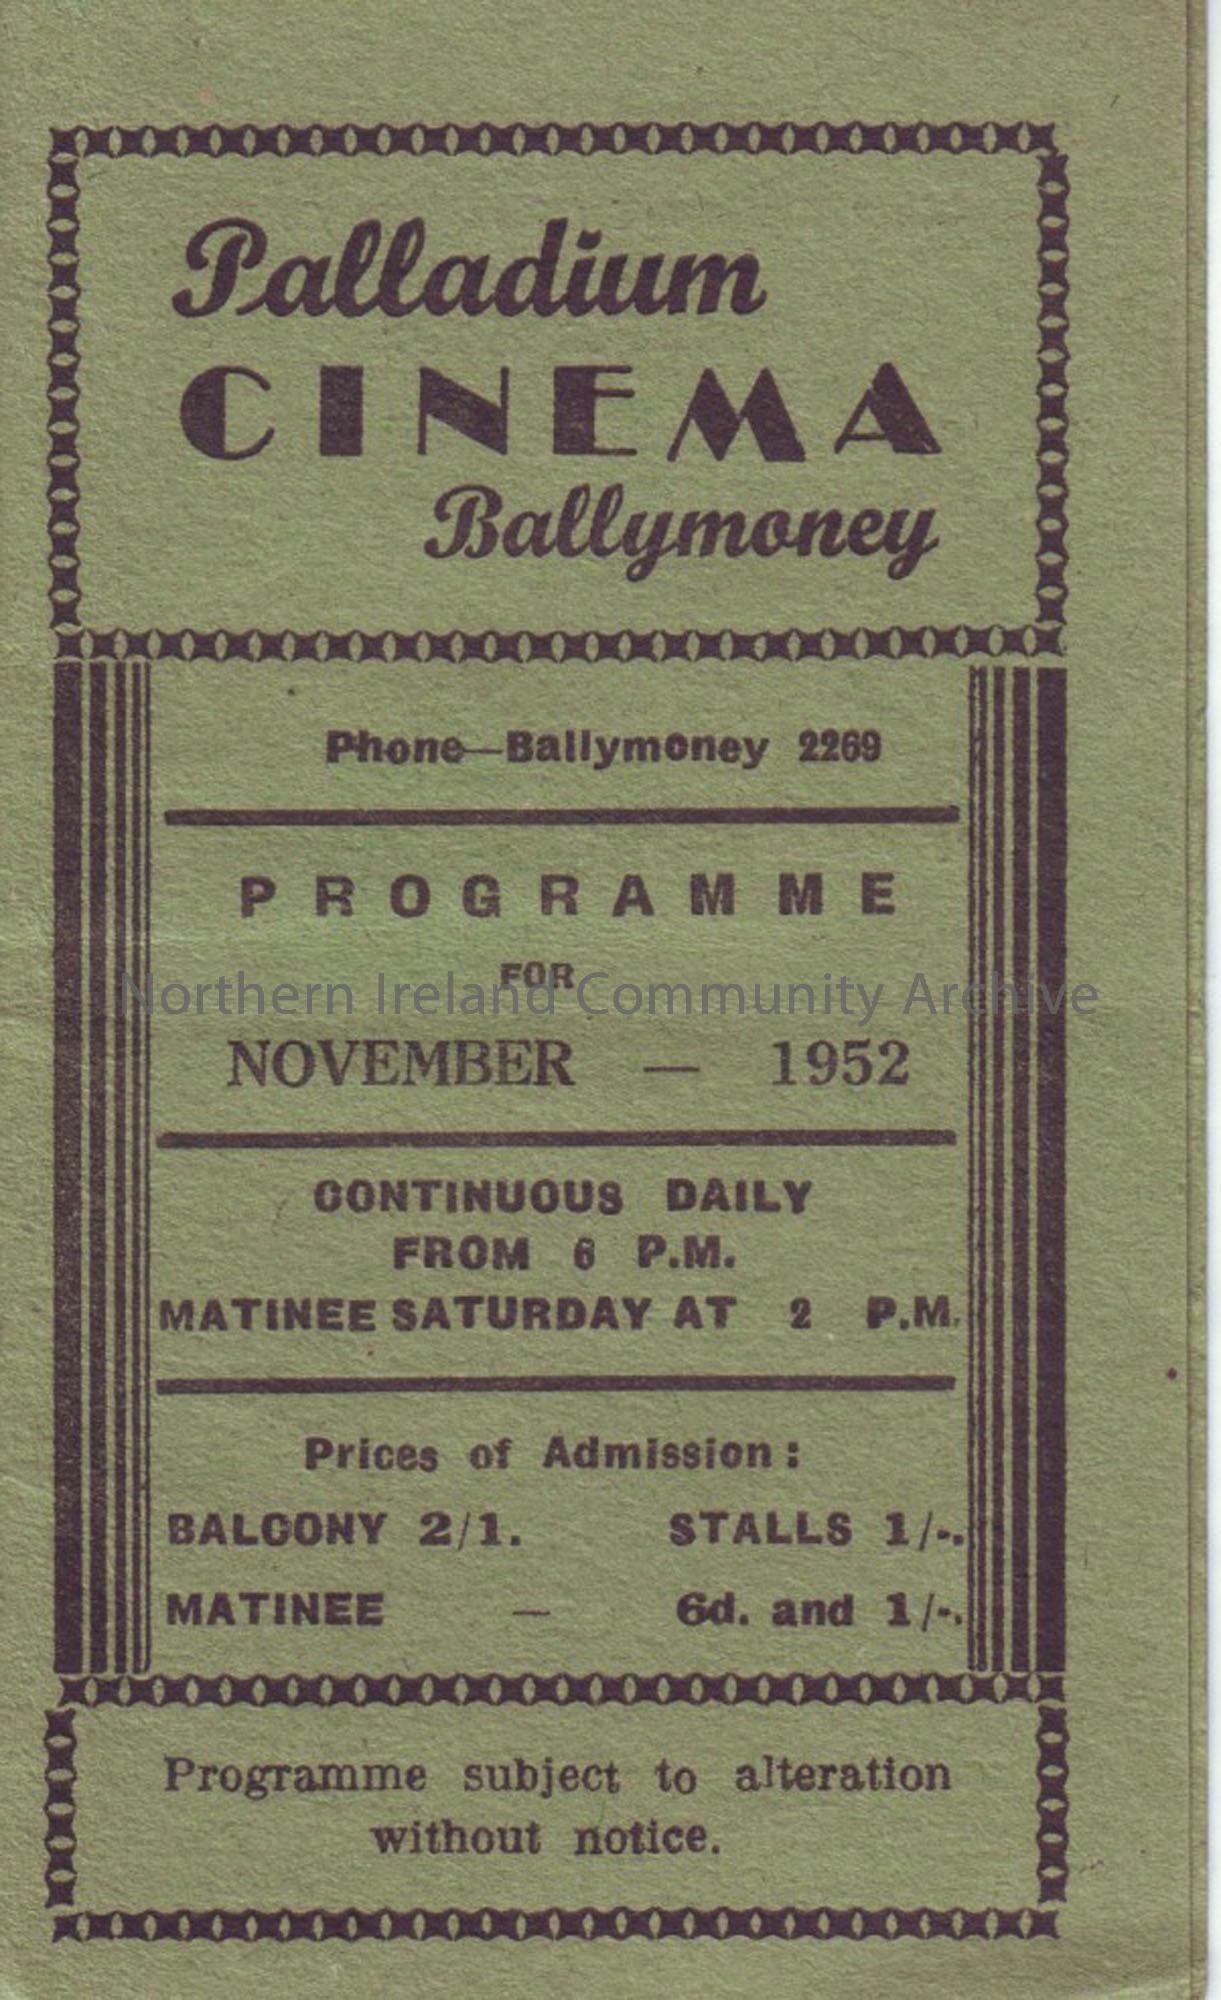 Palladium
CINEMA
Ballymoney
Phone—Ballymoney 2269
PROGRAMME
FOR
Northern Ireland Community Archive
NOVEMBER — 1952
CONTINUOUS DAILY
FROM 6 P.M.
MATINEE SATURDAY AT 2 P.M.
Prices of Admission :
BALCONY 2/1. STALLS 1/-.
MATINEE — 6d. and 1/-.
Programme subject to alteration
without notice.